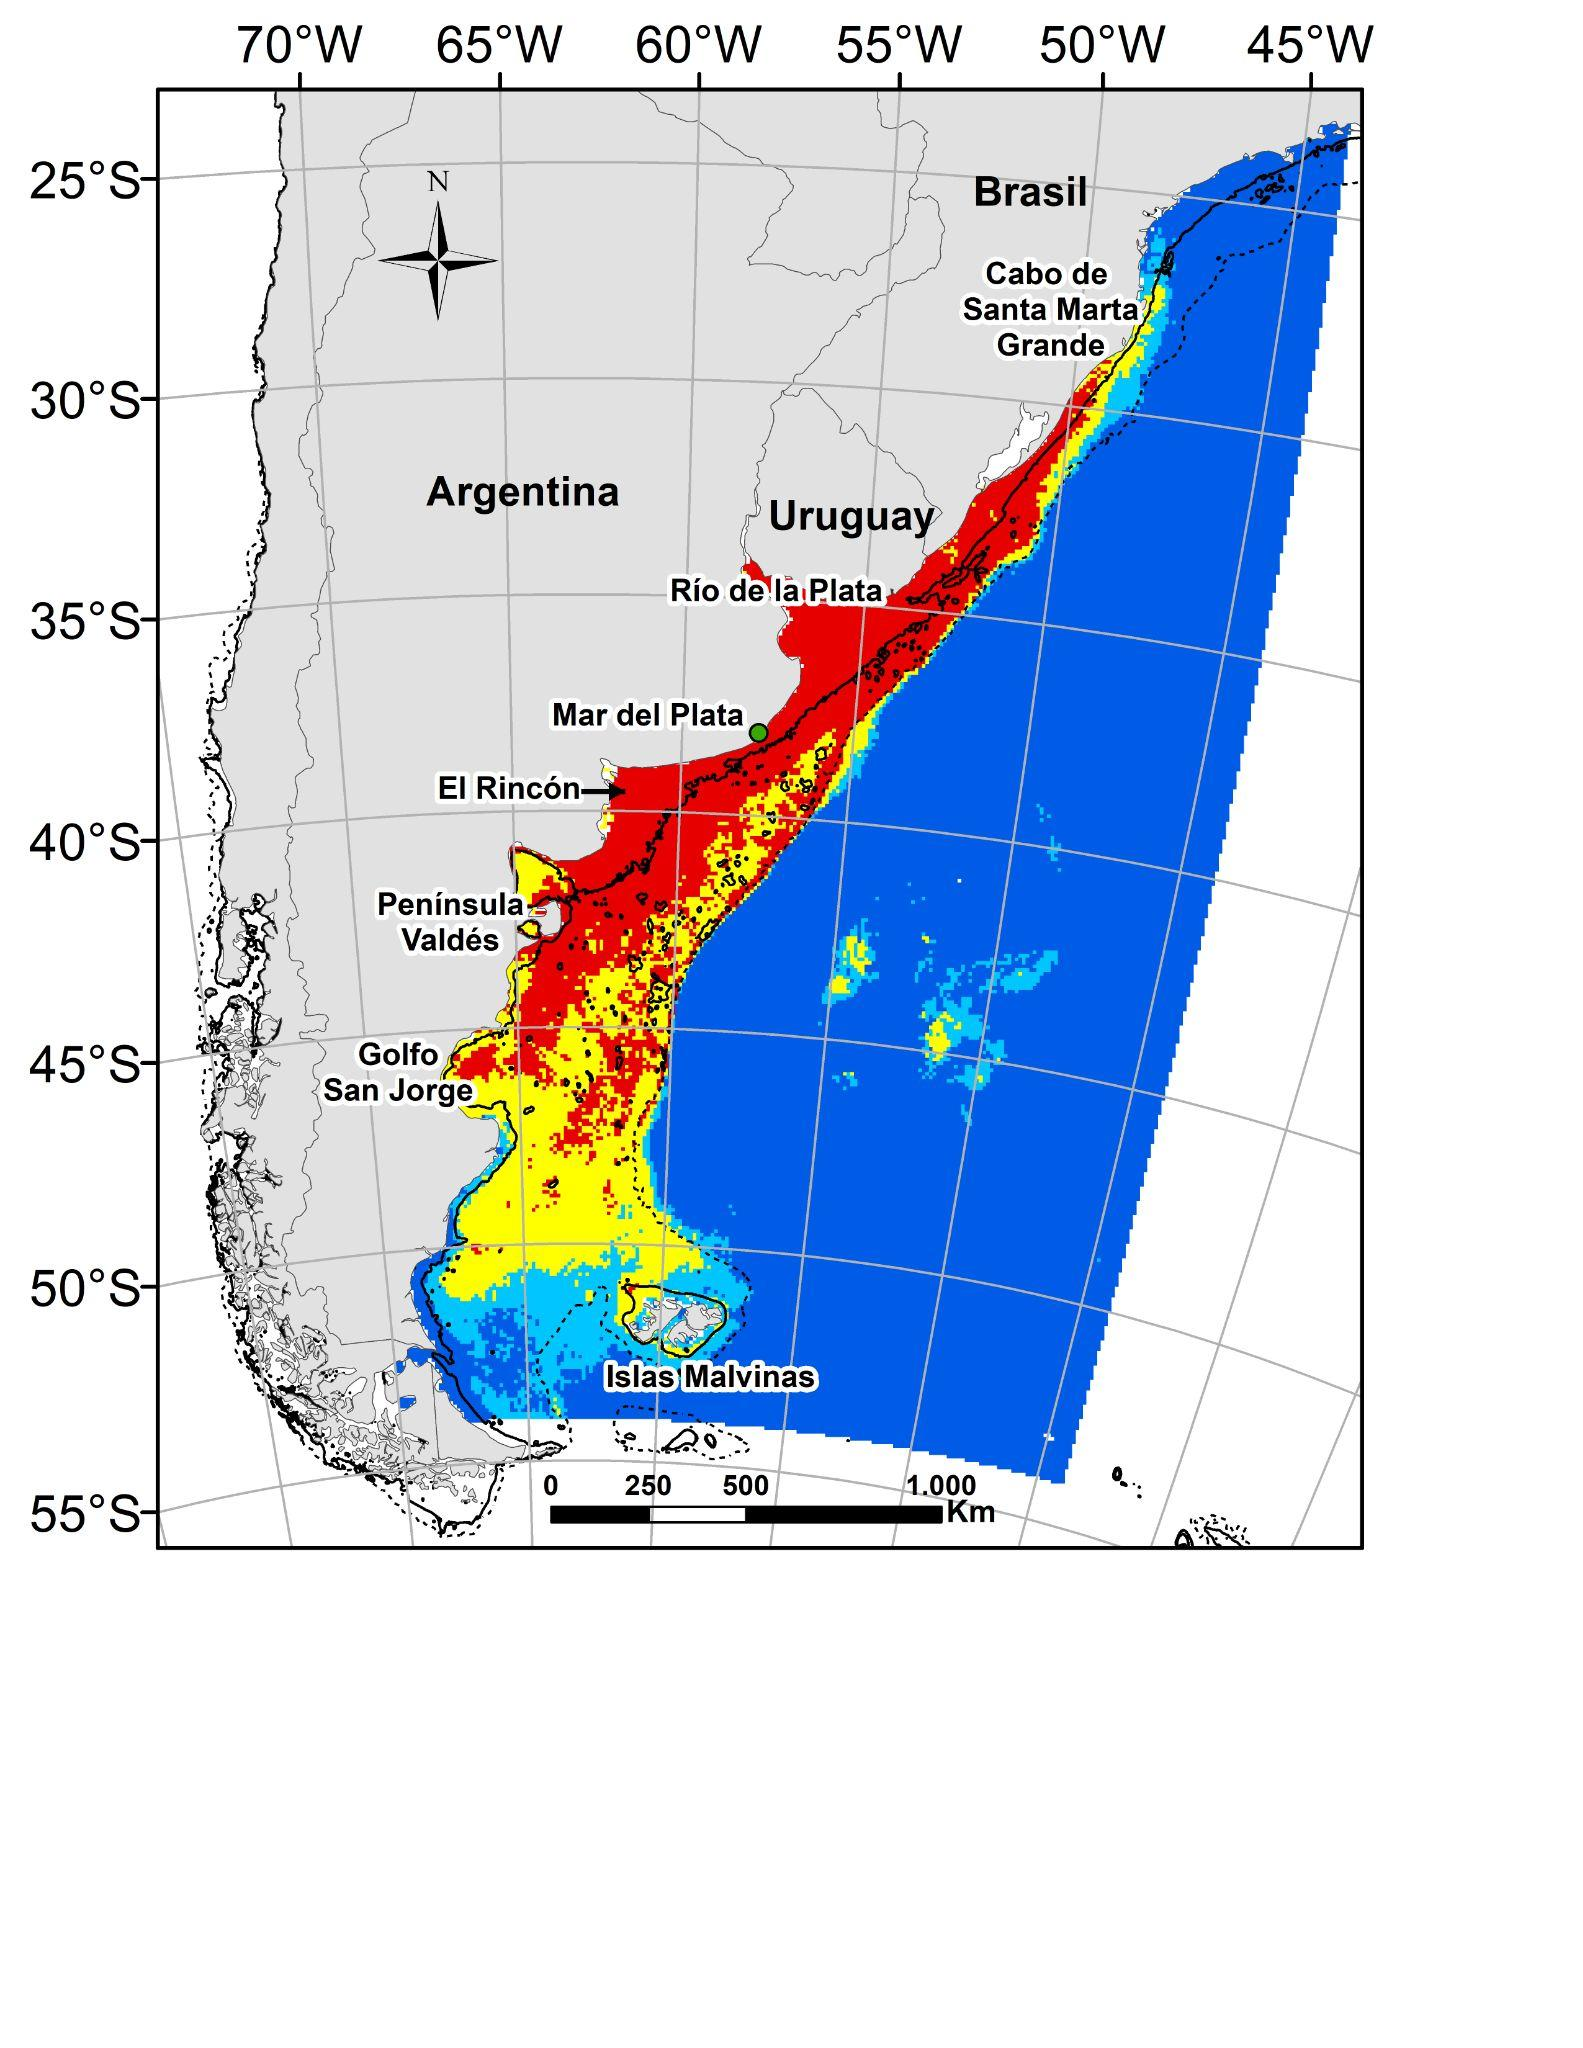 70°W 65°W 60°W 55°W 50°W 45°W
25°S
N
Brasil
Cabo de
Santa Marta
Grande
30°S
Argentina
Uruguay
Río de la Plata
35°S
Mar del Plata
El Rincón
40°S
Península
Valdés
Golfo
San Jorge
45°S
50°S
Islas Malvinas
0 250 500 1.000
Km
55°S